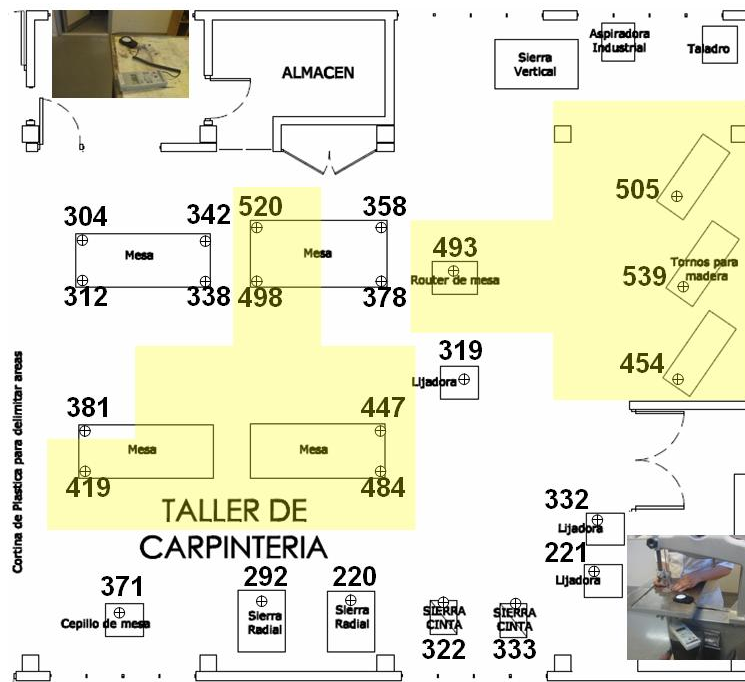 Aspiradora
Industrial
Taladro
Sierra
Vertical
ALMACEN
505
304
342
520
358
Mesa
Mesa
493
Router de mesa
Tornos para
madera
539
312
338
498
378
319
Lijadora
454
Cortina de Plastica para delimitar areas
381
447
Mesa
Mesa
419
484
TALLER DE
CARPINTERIA
332
Lijadora
221
Lijadora
371
292
220
Cepillo de mesa
Sierra
Radial
Sierra
Radial
SIERRA
CINTA
SIERRA
CINTA
322
333